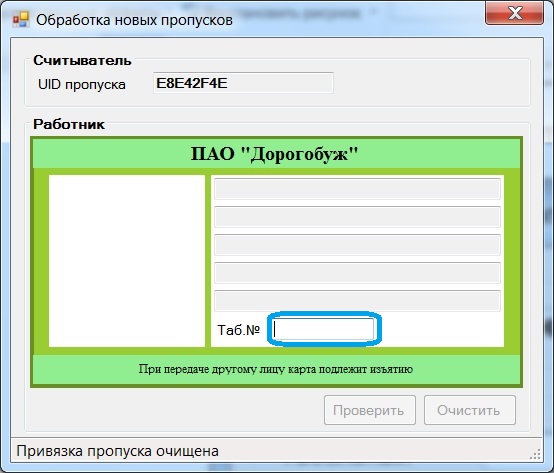 Обработка новых пропусков
Считыватель
UID пропуска E8E42F4E
Работник
ПАО "Дорогобуж"
Таб.№
При передаче другому лицу карта подлежит изъятию
Проверить Очистить
Привязка пропуска очищена